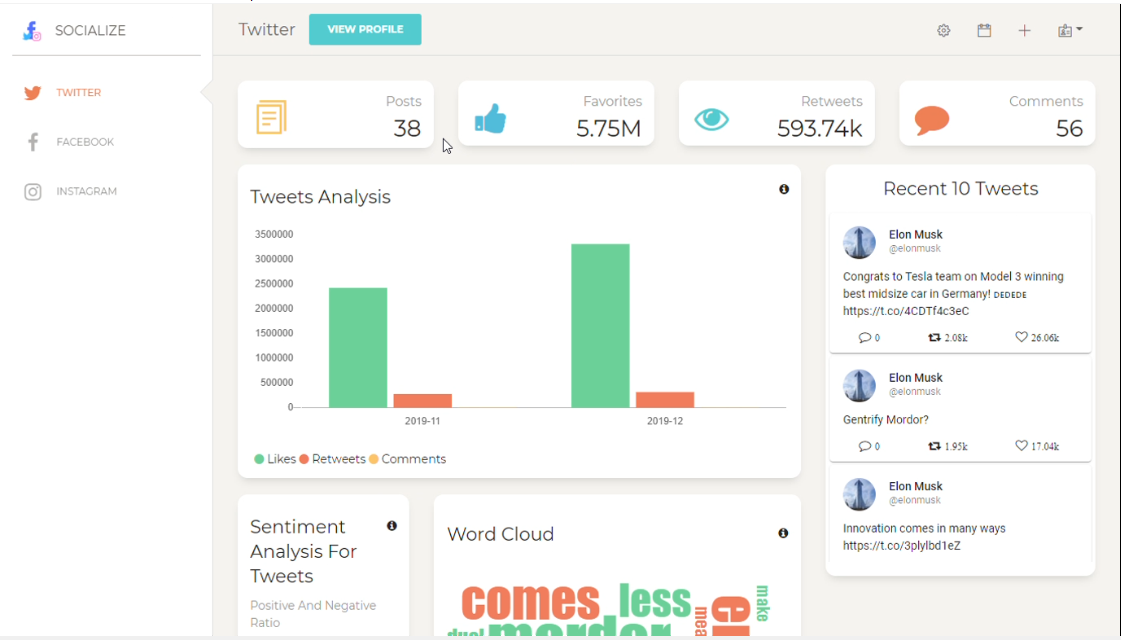 SOCIALIZE
Twitter
VIEW PROFILE
TWITTER
FACEBOOK
INSTAGRAM
Posts
38
Favorites
5.75M
Retweets
593.74k
Comments
56
Tweets Analysis
3500000
3000000
2500000
2000000
1500000
1000000
500000
0
2019-11
2019-12
Likes Retweets Comments
Recent 10 Tweets
Elon Musk
@elonmusk
Congrats to Tesla team on Model 3 winning
best midsize car in Germany! DEDEDE
https://t.co/4CDTf4c3eC
0 2.08k 26.06k
Elon Musk
@elonmusk
Gentrify Mordor?
0 1.95k 17.04k
Elon Musk
@elonmusk
Innovation comes in many ways
https://t.co/3plyIbd1eZ
Sentiment
Analysis For
Tweets
Positive And Negative
Ratio
Word Cloud
comes less make
mordor